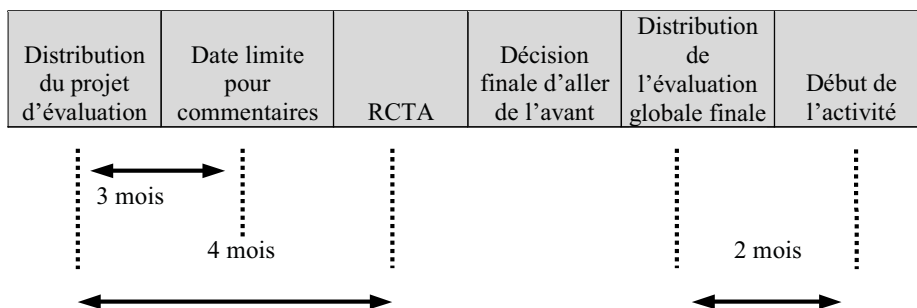 Distribution
du projet
d'évaluation
Date limite
pour
commentaires
RCTA
Décision
finale d'aller
de l'avant
Distribution
de
l'évaluation
globale finale
Début de
l'activité
3 mois
4 mois
2 mois